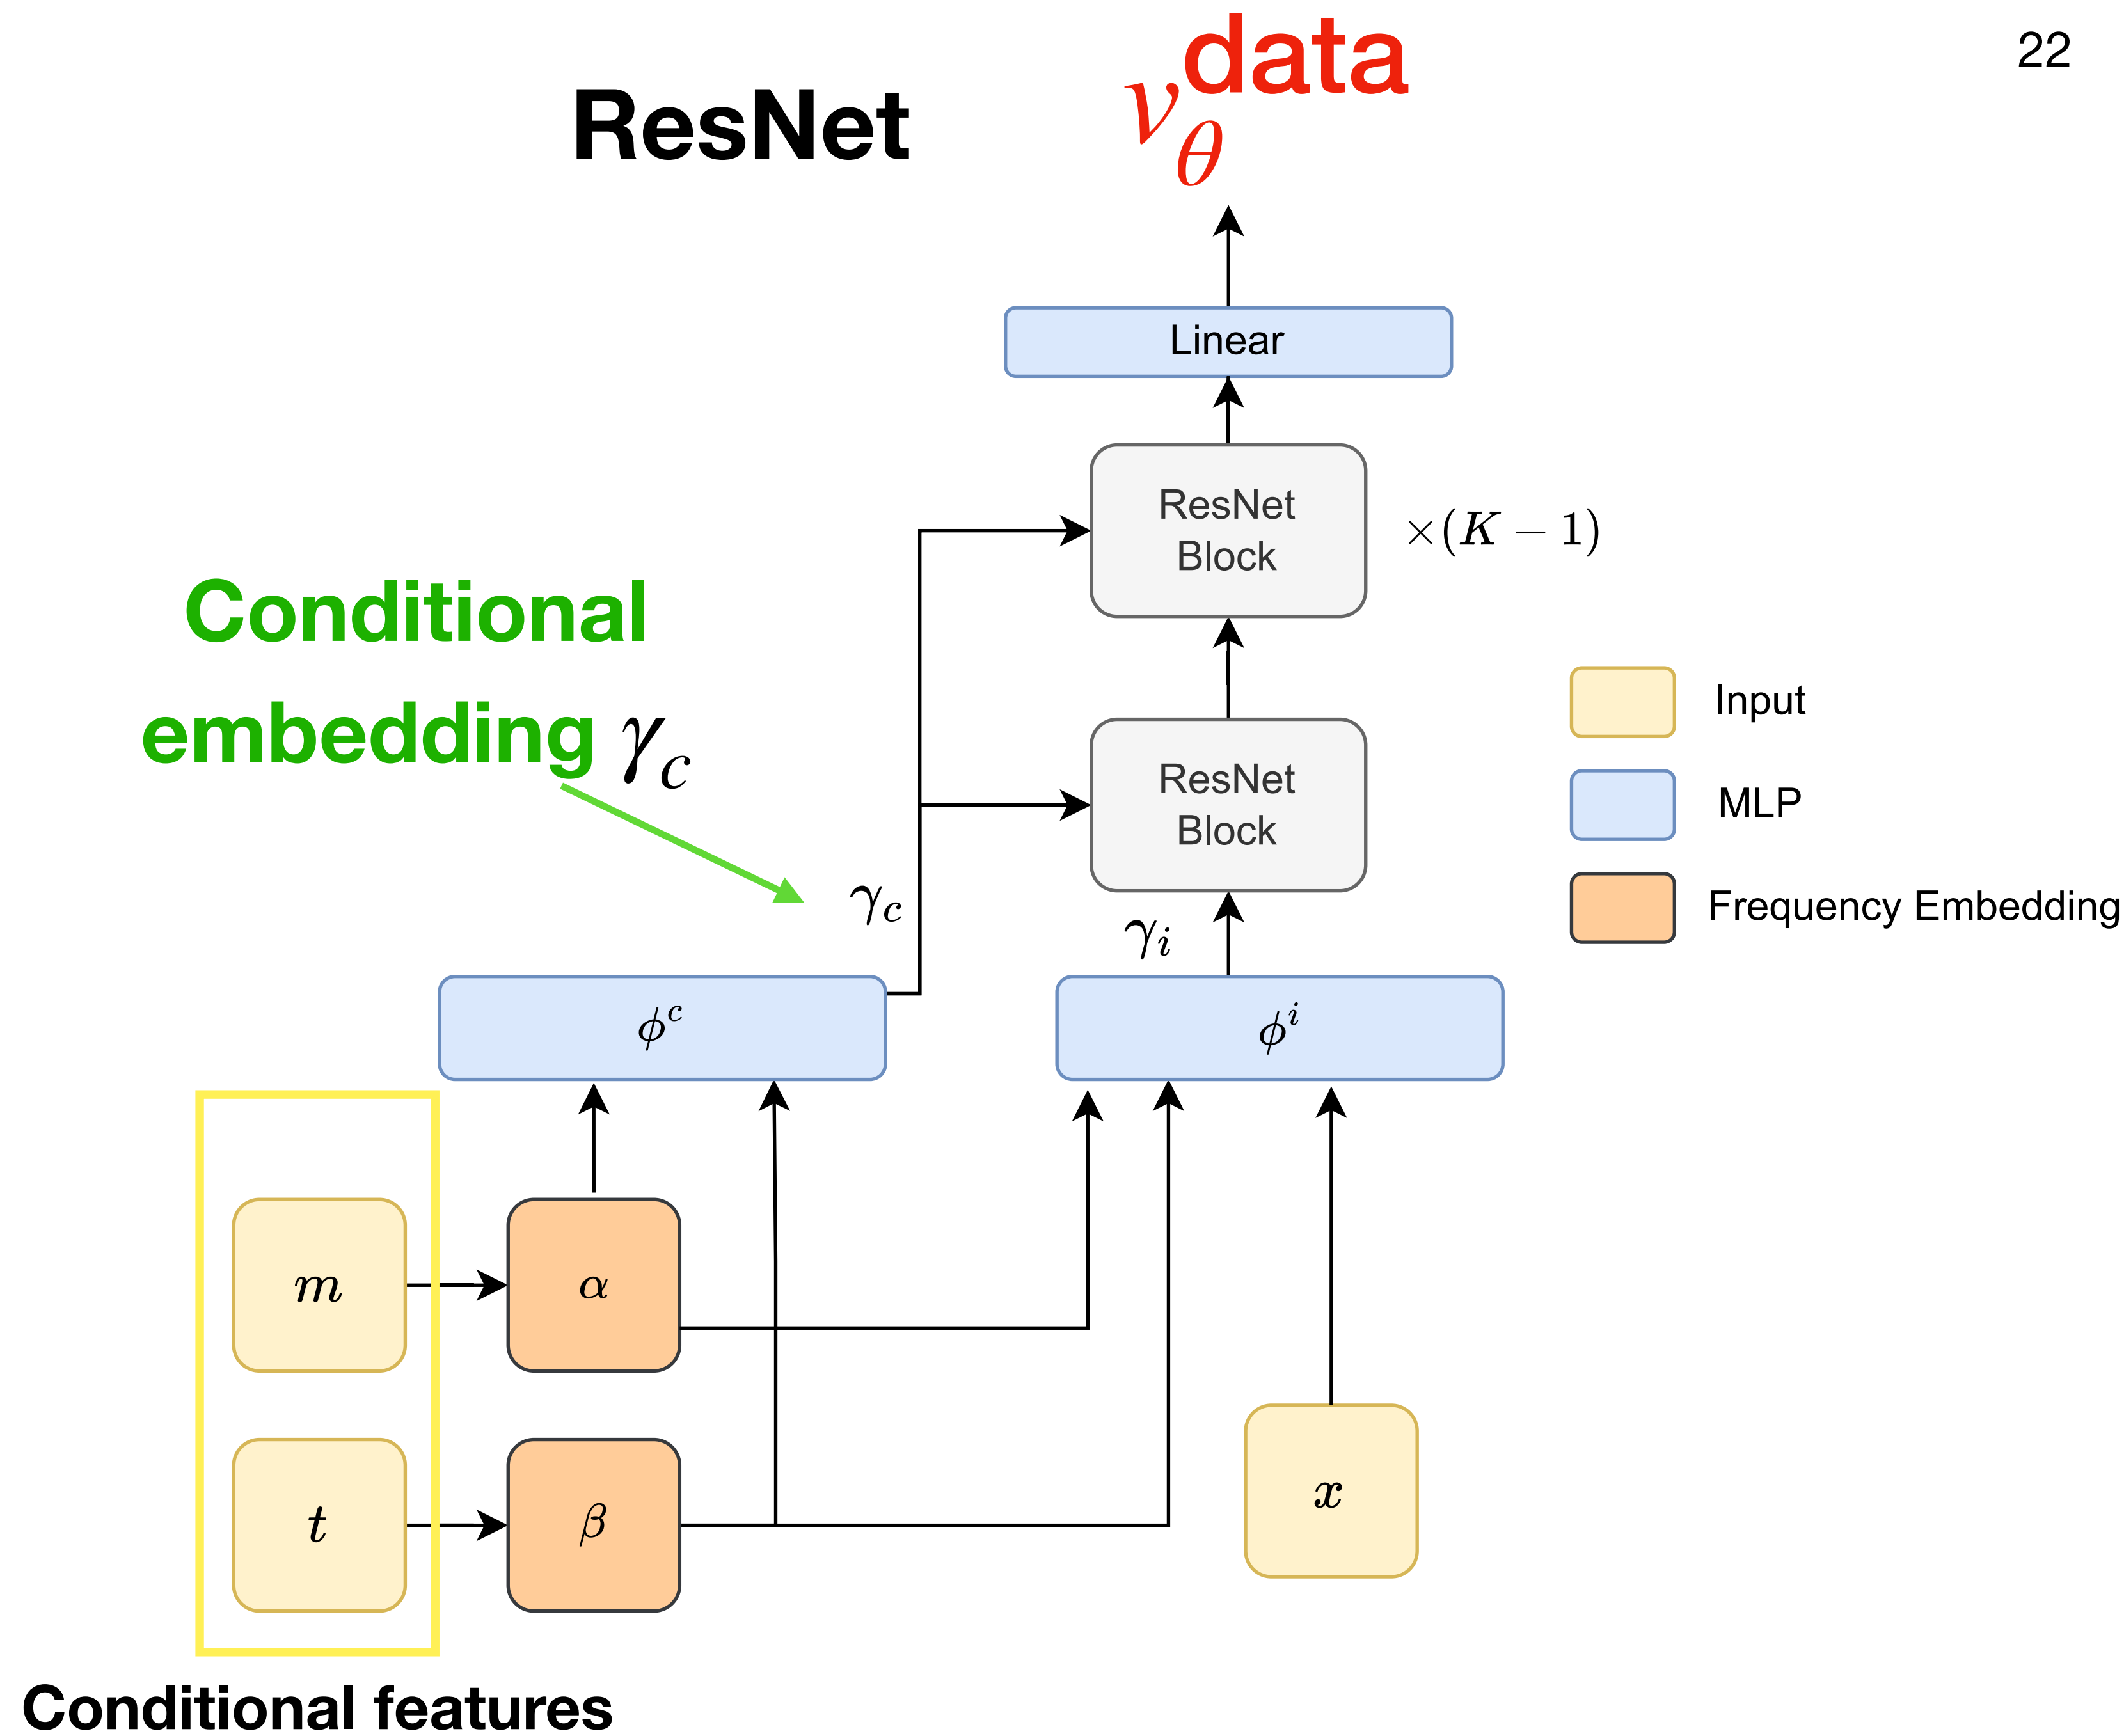 22
ResNet
ν_θ^data
Linear
ResNet
Block
×(K − 1)
Conditional
embedding γ_c
ResNet
Block
Input
MLP
Frequency Embedding
γ_c
γ_i
ϕ^c
ϕ^i
m
α
t
β
x
Conditional features